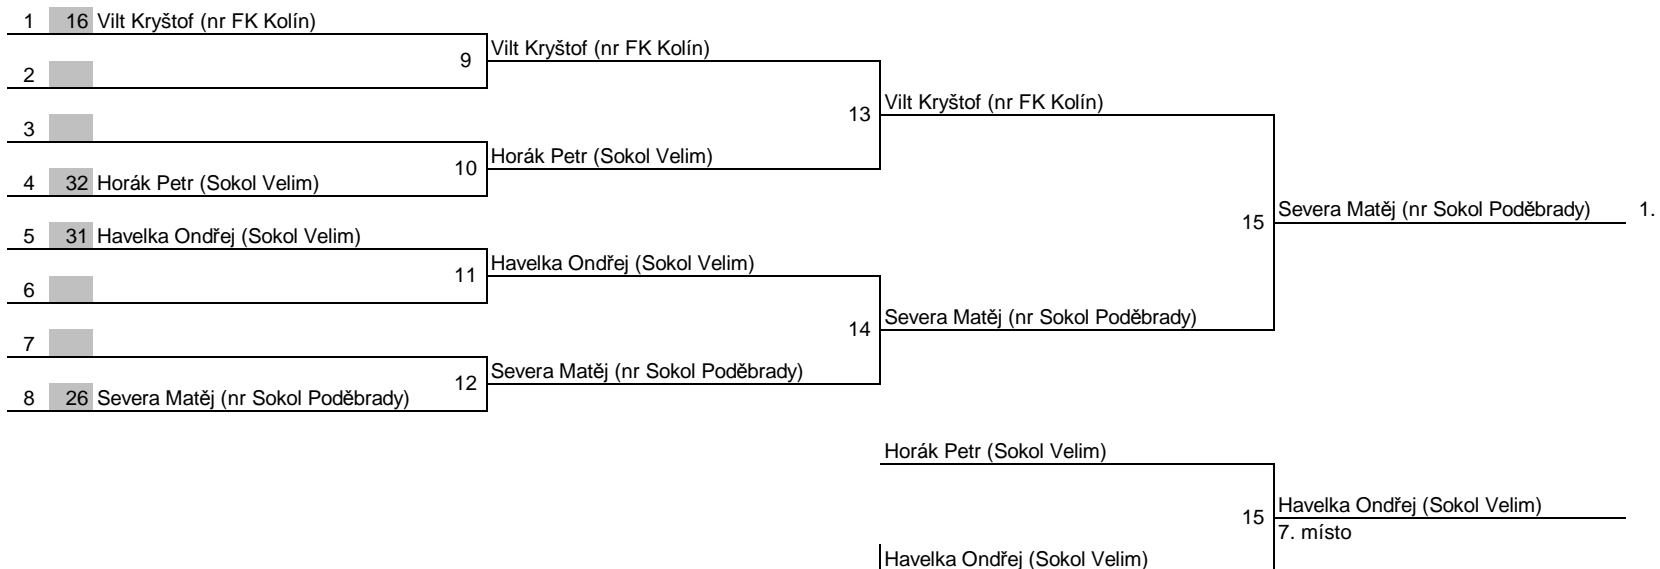 1 16 Vilt Kryštof (nr FK Kolín)
9 Vilt Kryštof (nr FK Kolín)
2
13 Vilt Kryštof (nr FK Kolín)
3
10 Horák Petr (Sokol Velim)
4 32 Horák Petr (Sokol Velim)
15 Severa Matěj (nr Sokol Poděbrady) 1.
5 31 Havelka Ondřej (Sokol Velim)
11 Havelka Ondřej (Sokol Velim)
6
14 Severa Matěj (nr Sokol Poděbrady)
7
12 Severa Matěj (nr Sokol Poděbrady)
8 26 Severa Matěj (nr Sokol Poděbrady)
Horák Petr (Sokol Velim)
15 Havelka Ondřej (Sokol Velim)
7. místo
Havelka Ondřej (Sokol Velim)